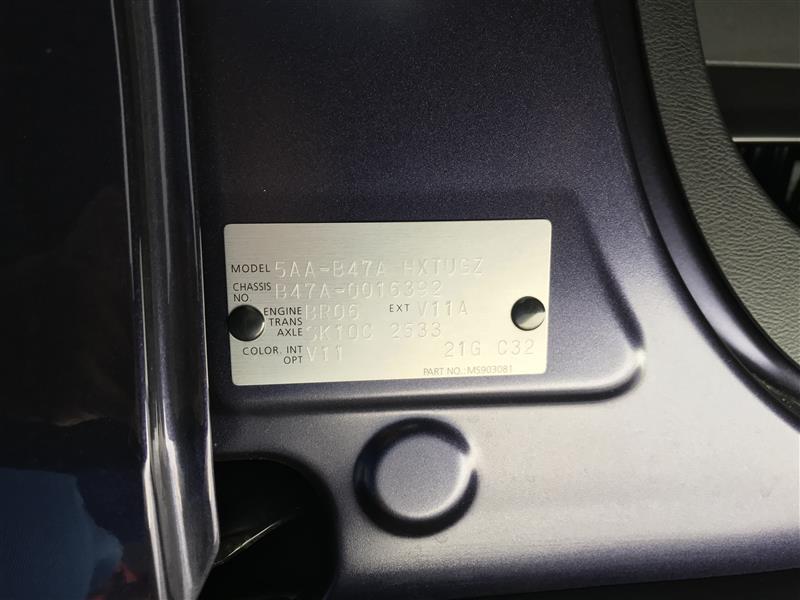 MODEL 5AA-B47A HXTUGZ
CHASSIS NO. B47A-0016392
ENGINE BR06 EXT V11A
TRANS AXLE SK10C 2533
COLOR. INT OPT V11 21G C32
PART NO.: MS903081